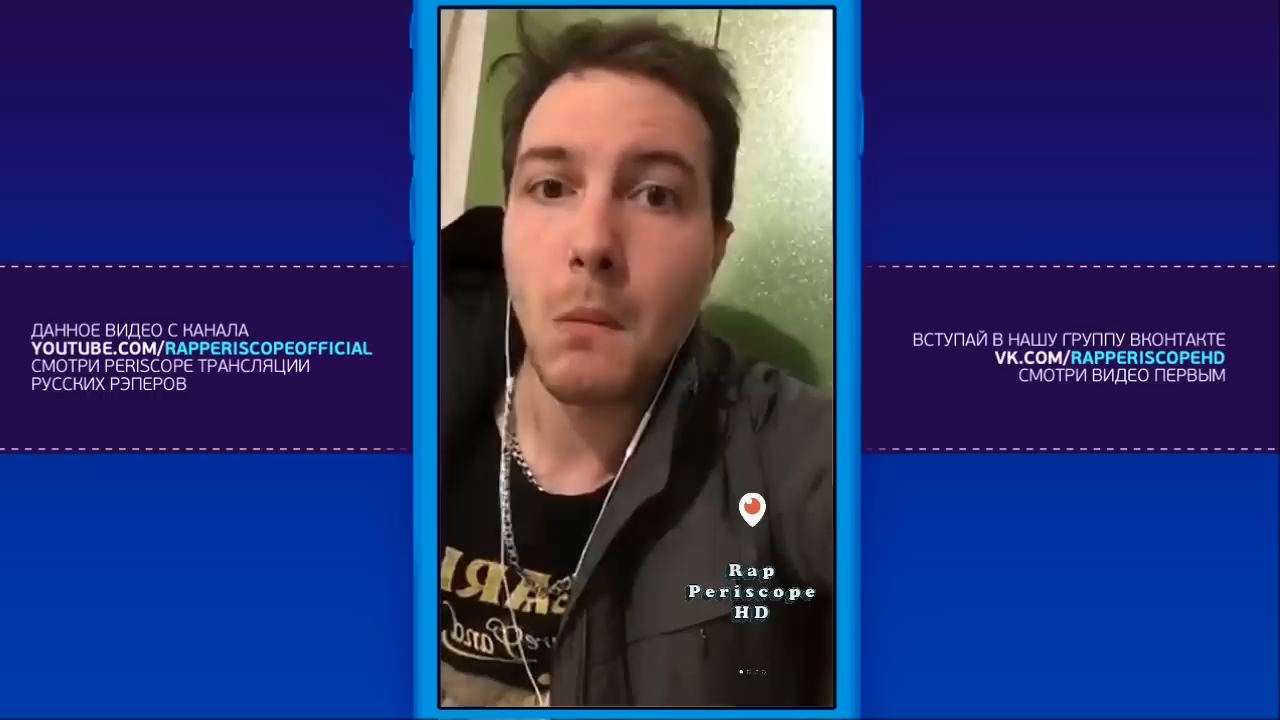 ДАННОЕ ВИДЕО С КАНАЛА
YOUTUBE.COM/RAPPERISCOPEOFFICIAL
СМОТРИ PERISCOPE ТРАНСЛЯЦИИ
РУССКИХ РЭПЕРОВ
ВСТУПАЙ В НАШУ ГРУППУ ВКОНТАКТЕ
VK.COM/RAPPERISCOPEHD
СМОТРИ ВИДЕО ПЕРВЫМ
Rap
Periscope
HD